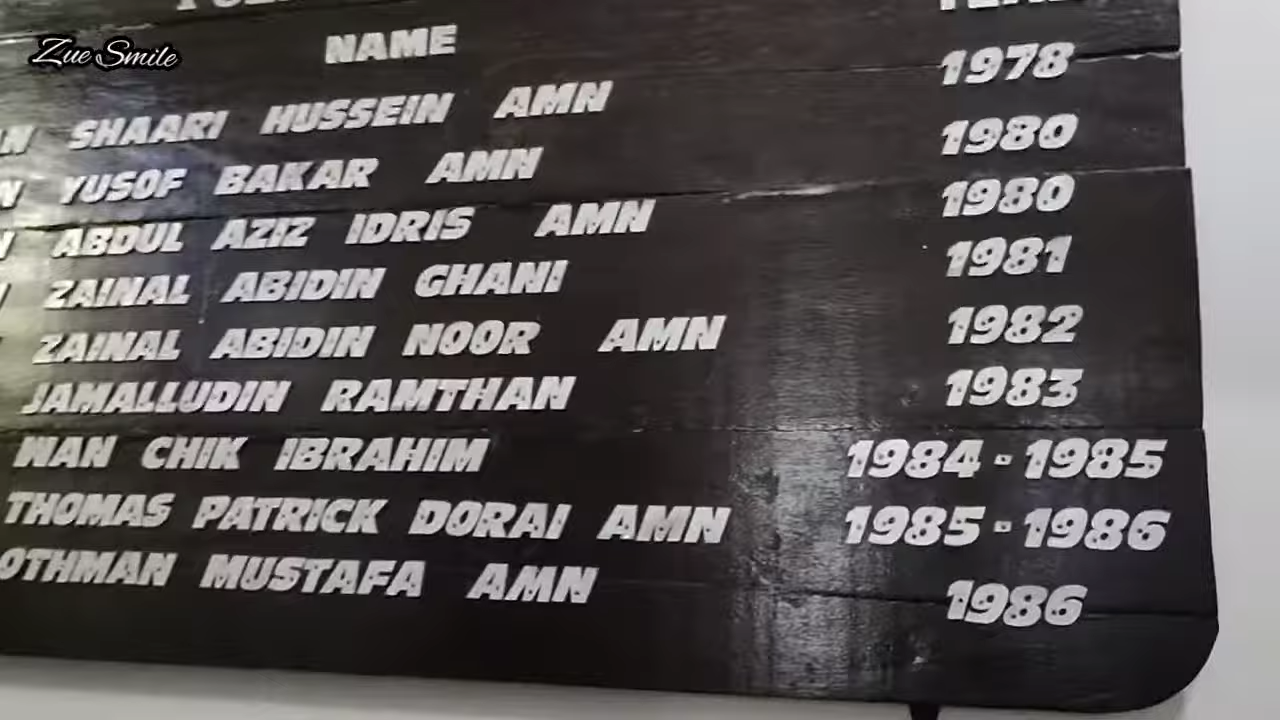 Zue Smile
NAME
SHAARI HUSSEIN AMN 1978
YUSOF BAKAR AMN 1980
ABDUL AZIZ IDRIS AMN 1980
ZAINAL ABIDIN GHANI 1981
ZAINAL ABIDIN NOOR AMN 1982
JAMALLUDIN RAMTHAN 1983
WAN CHIK IBRAHIM 1984 - 1985
THOMAS PATRICK DORAI AMN 1985 - 1986
OTHMAN MUSTAFA AMN 1986